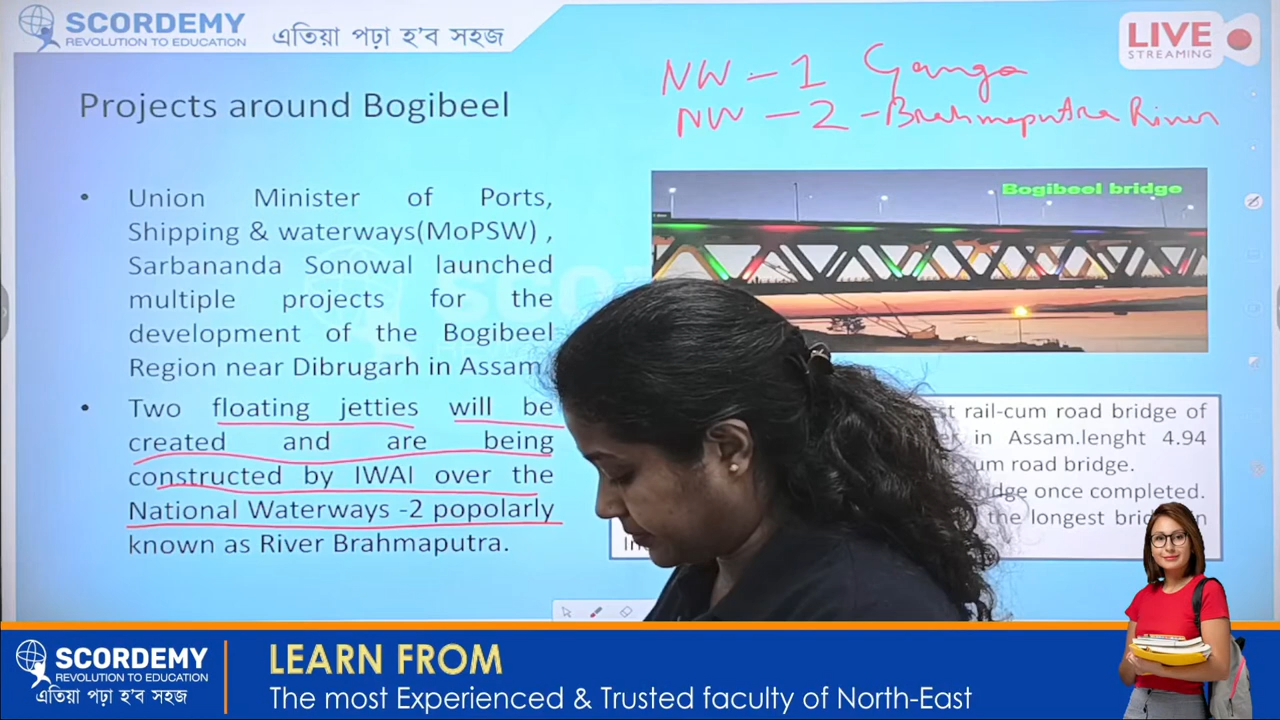 SCORDEMY
REVOLUTION TO EDUCATION
এতিয়া পঢ়া হ'ব সহজ
LIVE
STREAMING
NW - 1 Ganga
NW - 2 - Brahmaputra River
Projects around Bogibeel
• Union Minister of Ports,
Shipping & waterways(MoPSW) ,
Sarbananda Sonowal launched
multiple projects for the
development of the Bogibeel
Region near Dibrugarh in Assam
• Two floating jetties will be
created and are being
constructed by IWAI over the
National Waterways -2 popolarly
known as River Brahmaputra.
Bogibeel bridge
rail-cum road bridge of
in Assam.lenght 4.94
road bridge.
once completed.
the longest
SCORDEMY
REVOLUTION TO EDUCATION
এতিয়া পঢ়া হ'ব সহজ
LEARN FROM
The most Experienced & Trusted faculty of North-East